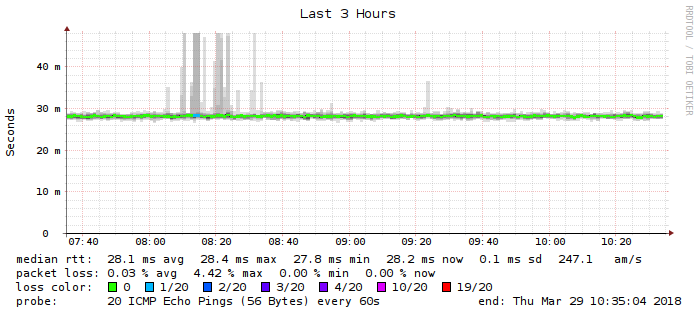 Last 3 Hours
RRDTOOL / TOBI OETIKER
Seconds
40 m
30 m
20 m
10 m
0
07:40 08:00 08:20 08:40 09:00 09:20 09:40 10:00 10:20
median rtt: 28.1 ms avg 28.4 ms max 27.8 ms min 28.2 ms now 0.1 ms sd 247.1 am/s
packet loss: 0.03 % avg 4.42 % max 0.00 % min 0.00 % now
loss color: 0 1/20 2/20 3/20 4/20 10/20 19/20
probe: 20 ICMP Echo Pings (56 Bytes) every 60s end: Thu Mar 29 10:35:04 2018